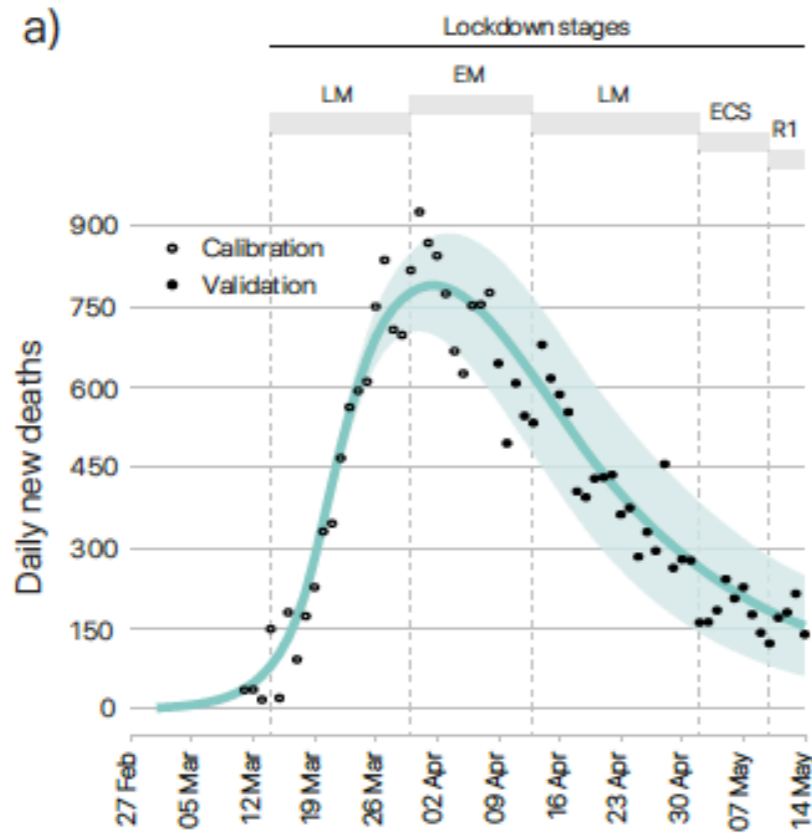 a)
Lockdown stages
LM
EM
LM
ECS
R1
900
750
600
450
300
150
0
Calibration
Validation
Daily new deaths
27 Feb
05 Mar
12 Mar
19 Mar
26 Mar
02 Apr
09 Apr
16 Apr
23 Apr
30 Apr
07 May
14 May